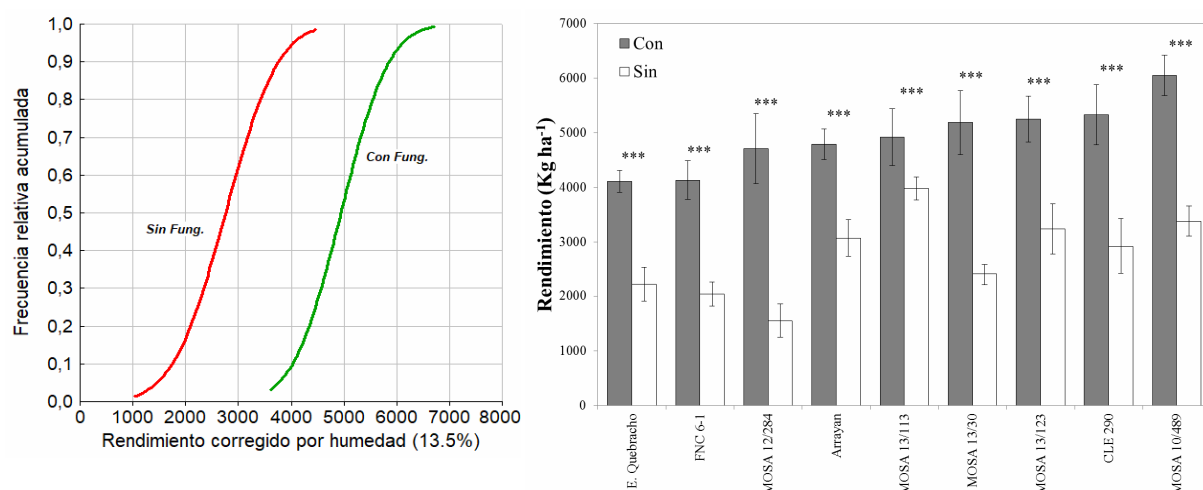 1,0
0,9
0,8
0,7
0,6
0,5
0,4
0,3
0,2
0,1
0,0
Frecuencia relativa acumulada
Sin Fung.
Con Fung.
0 1000 2000 3000 4000 5000 6000 7000 8000
Rendimiento corregido por humedad (13.5%)
7000
6000
5000
4000
3000
2000
1000
0
Rendimiento (Kg ha⁻¹)
Con
Sin
***
***
***
***
***
***
***
***
***
E. Quebracho
FNC 6-1
MOSA 12/284
Arrayan
MOSA 13/113
MOSA 13/30
MOSA 13/123
CLE 290
MOSA 10/489